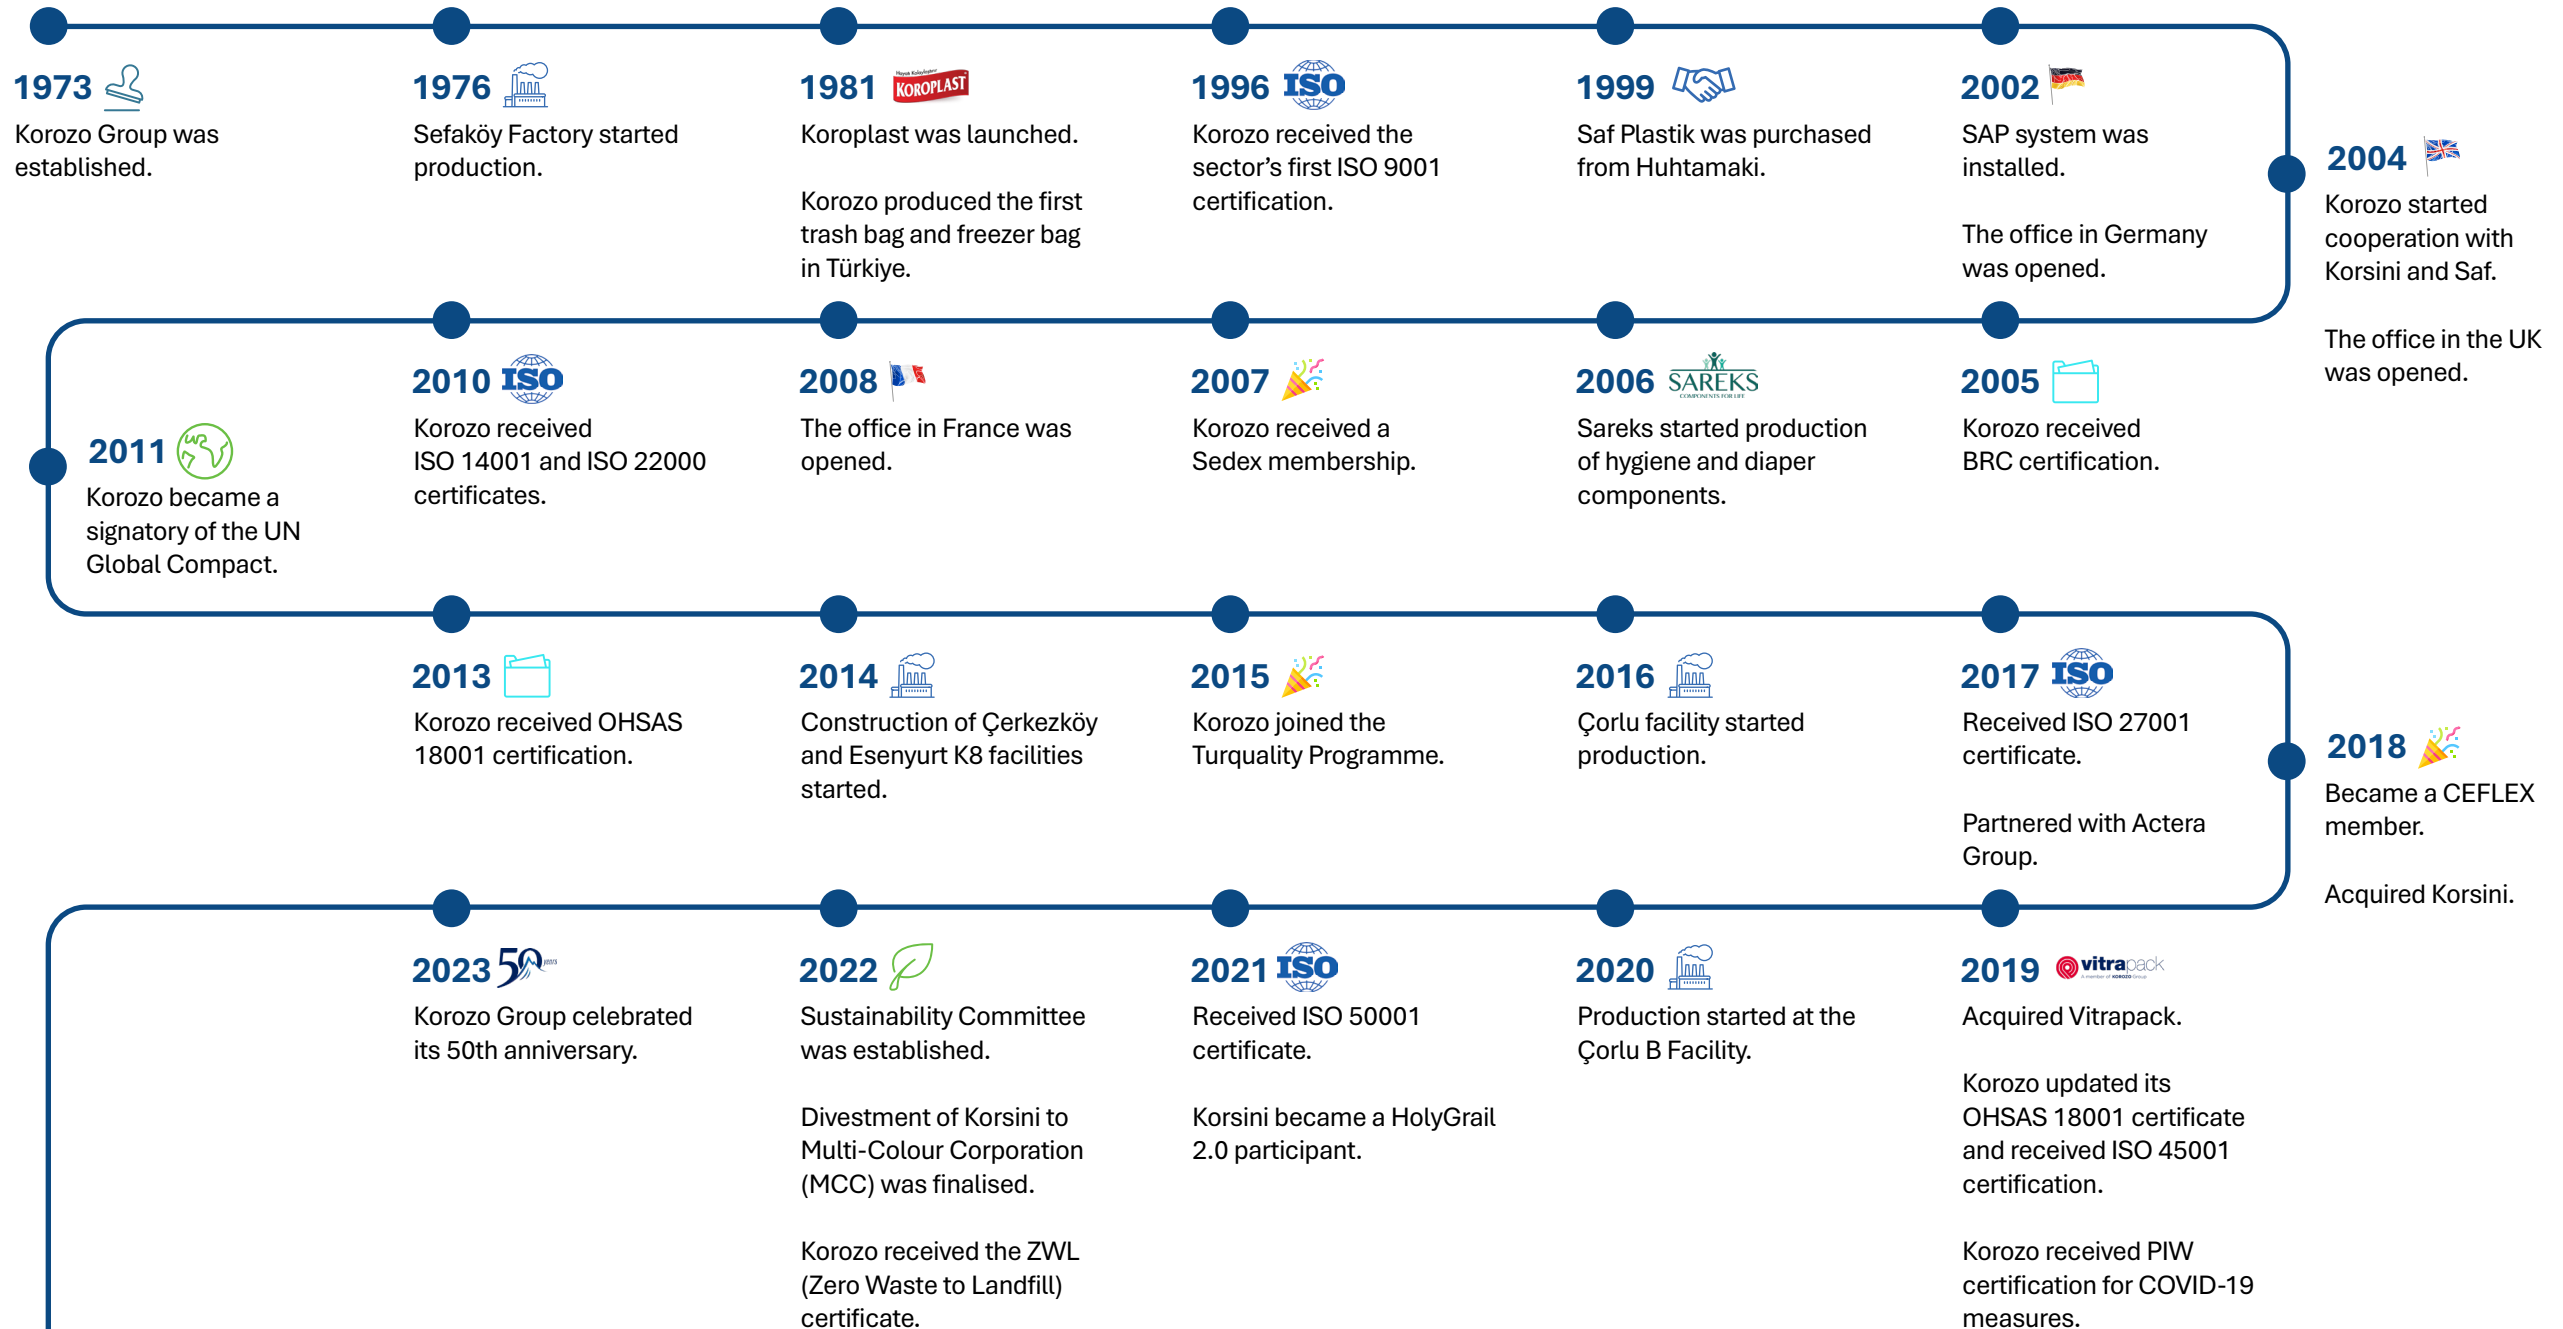 1973
Korozo Group was
established.
1976
Sefaköy Factory started
production.
1981
KOROPLAST
Koroplast was launched.
Korozo produced the first
trash bag and freezer bag
in Türkiye.
1996 ISO
Korozo received the
sector’s first ISO 9001
certification.
1999
Saf Plastik was purchased
from Huhtamaki.
2002
SAP system was
installed.
The office in Germany
was opened.
2004
Korozo started
cooperation with
Korsini and Saf.
The office in the UK
was opened.
2005
Korozo received
BRC certification.
2006 SAREKS
COMPONENTS FOR LIFE
Sareks started production
of hygiene and diaper
components.
2007
Korozo received a
Sedex membership.
2008
The office in France was
opened.
2010 ISO
Korozo received
ISO 14001 and ISO 22000
certificates.
2011
Korozo became a
signatory of the UN
Global Compact.
2013
Korozo received OHSAS
18001 certification.
2014
Construction of Çerkezköy
and Esenyurt K8 facilities
started.
2015
Korozo joined the
Turquality Programme.
2016
Çorlu facility started
production.
2017 ISO
Received ISO 27001
certificate.
Partnered with Actera
Group.
2018
Became a CEFLEX
member.
Acquired Korsini.
2019 vitrapack
A member of KOROZO Group
Acquired Vitrapack.
Korozo updated its
OHSAS 18001 certificate
and received ISO 45001
certification.
Korozo received PIW
certification for COVID-19
measures.
2020
Production started at the
Çorlu B Facility.
2021 ISO
Received ISO 50001
certificate.
Korsini became a HolyGrail
2.0 participant.
2022
Sustainability Committee
was established.
Divestment of Korsini to
Multi-Colour Corporation
(MCC) was finalised.
Korozo received the ZWL
(Zero Waste to Landfill)
certificate.
2023 50 years
Korozo Group celebrated
its 50th anniversary.